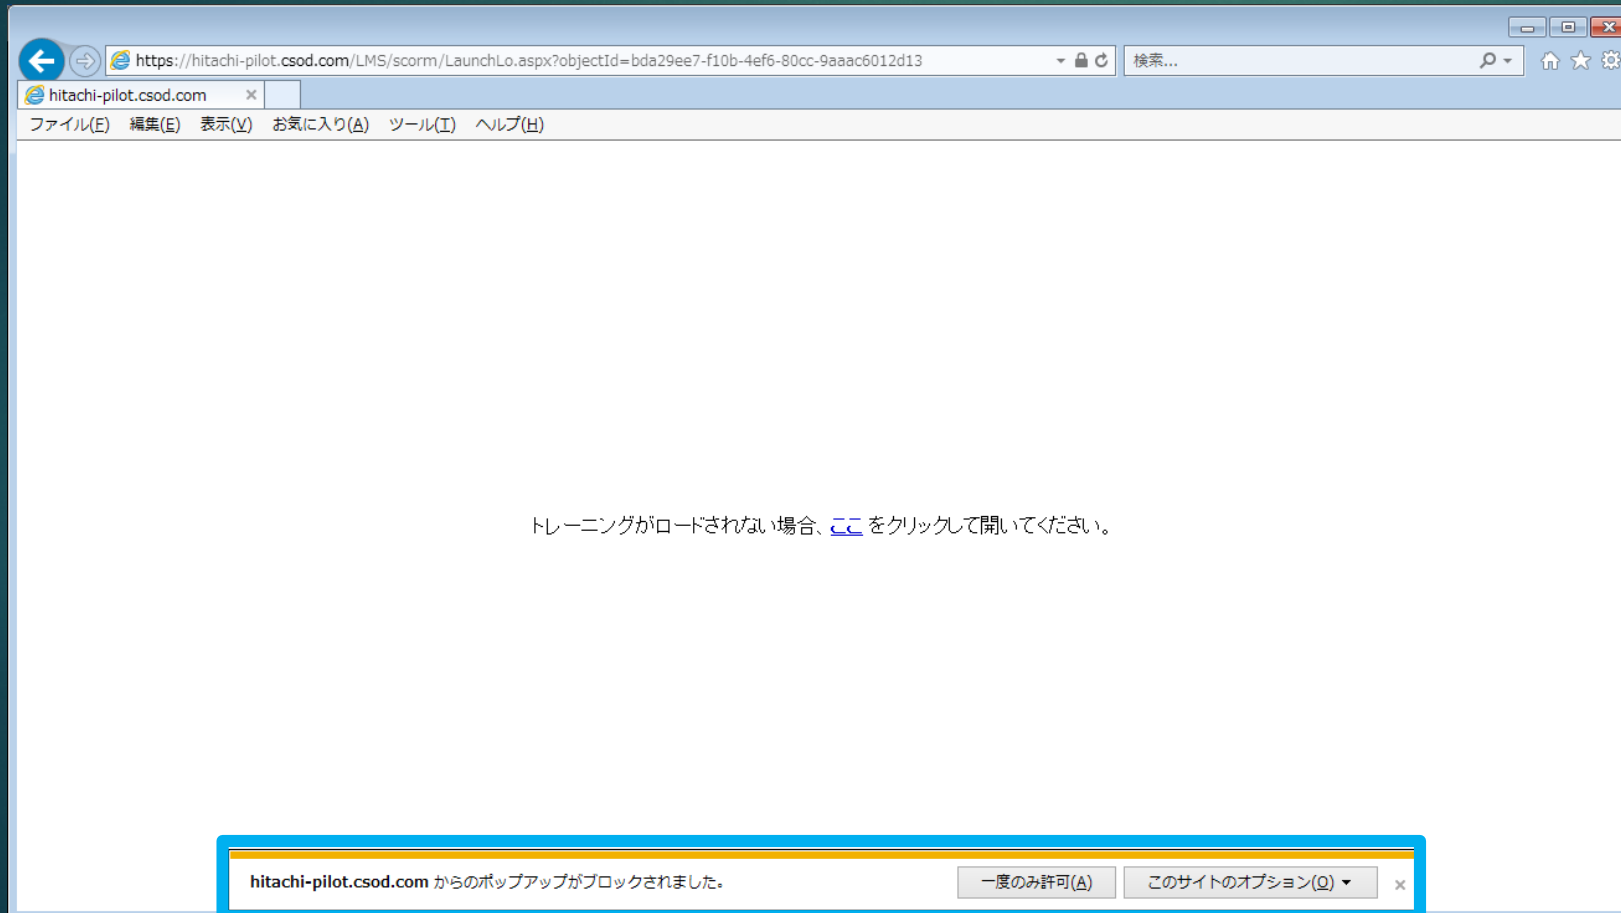 https://hitachi-pilot.csod.com/LMS/scorm/LaunchLo.aspx?objectId=bda29ee7-f10b-4ef6-80cc-9aaac6012d13
検索...
hitachi-pilot.csod.com
ファイル(F) 編集(E) 表示(V) お気に入り(A) ツール(T) ヘルプ(H)
トレーニングがロードされない場合、ここ をクリックして開いてください。
hitachi-pilot.csod.com からのポップアップがブロックされました。 一度のみ許可(A) このサイトのオプション(O)